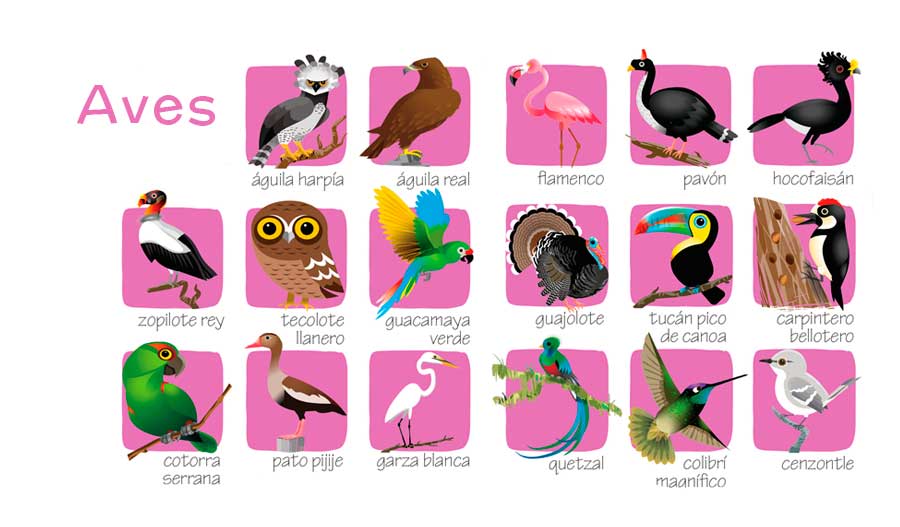 Aves
águila harpía
águila real
flamenco
pavón
hocofaisán
zopilote rey
tecolote
llanero
guacamaya
verde
guajolote
tucán pico
de canoa
carpintero
bellotero
cotorra
serrana
pato pijije
garza blanca
quetzal
colibrí
magnífico
cenzontle